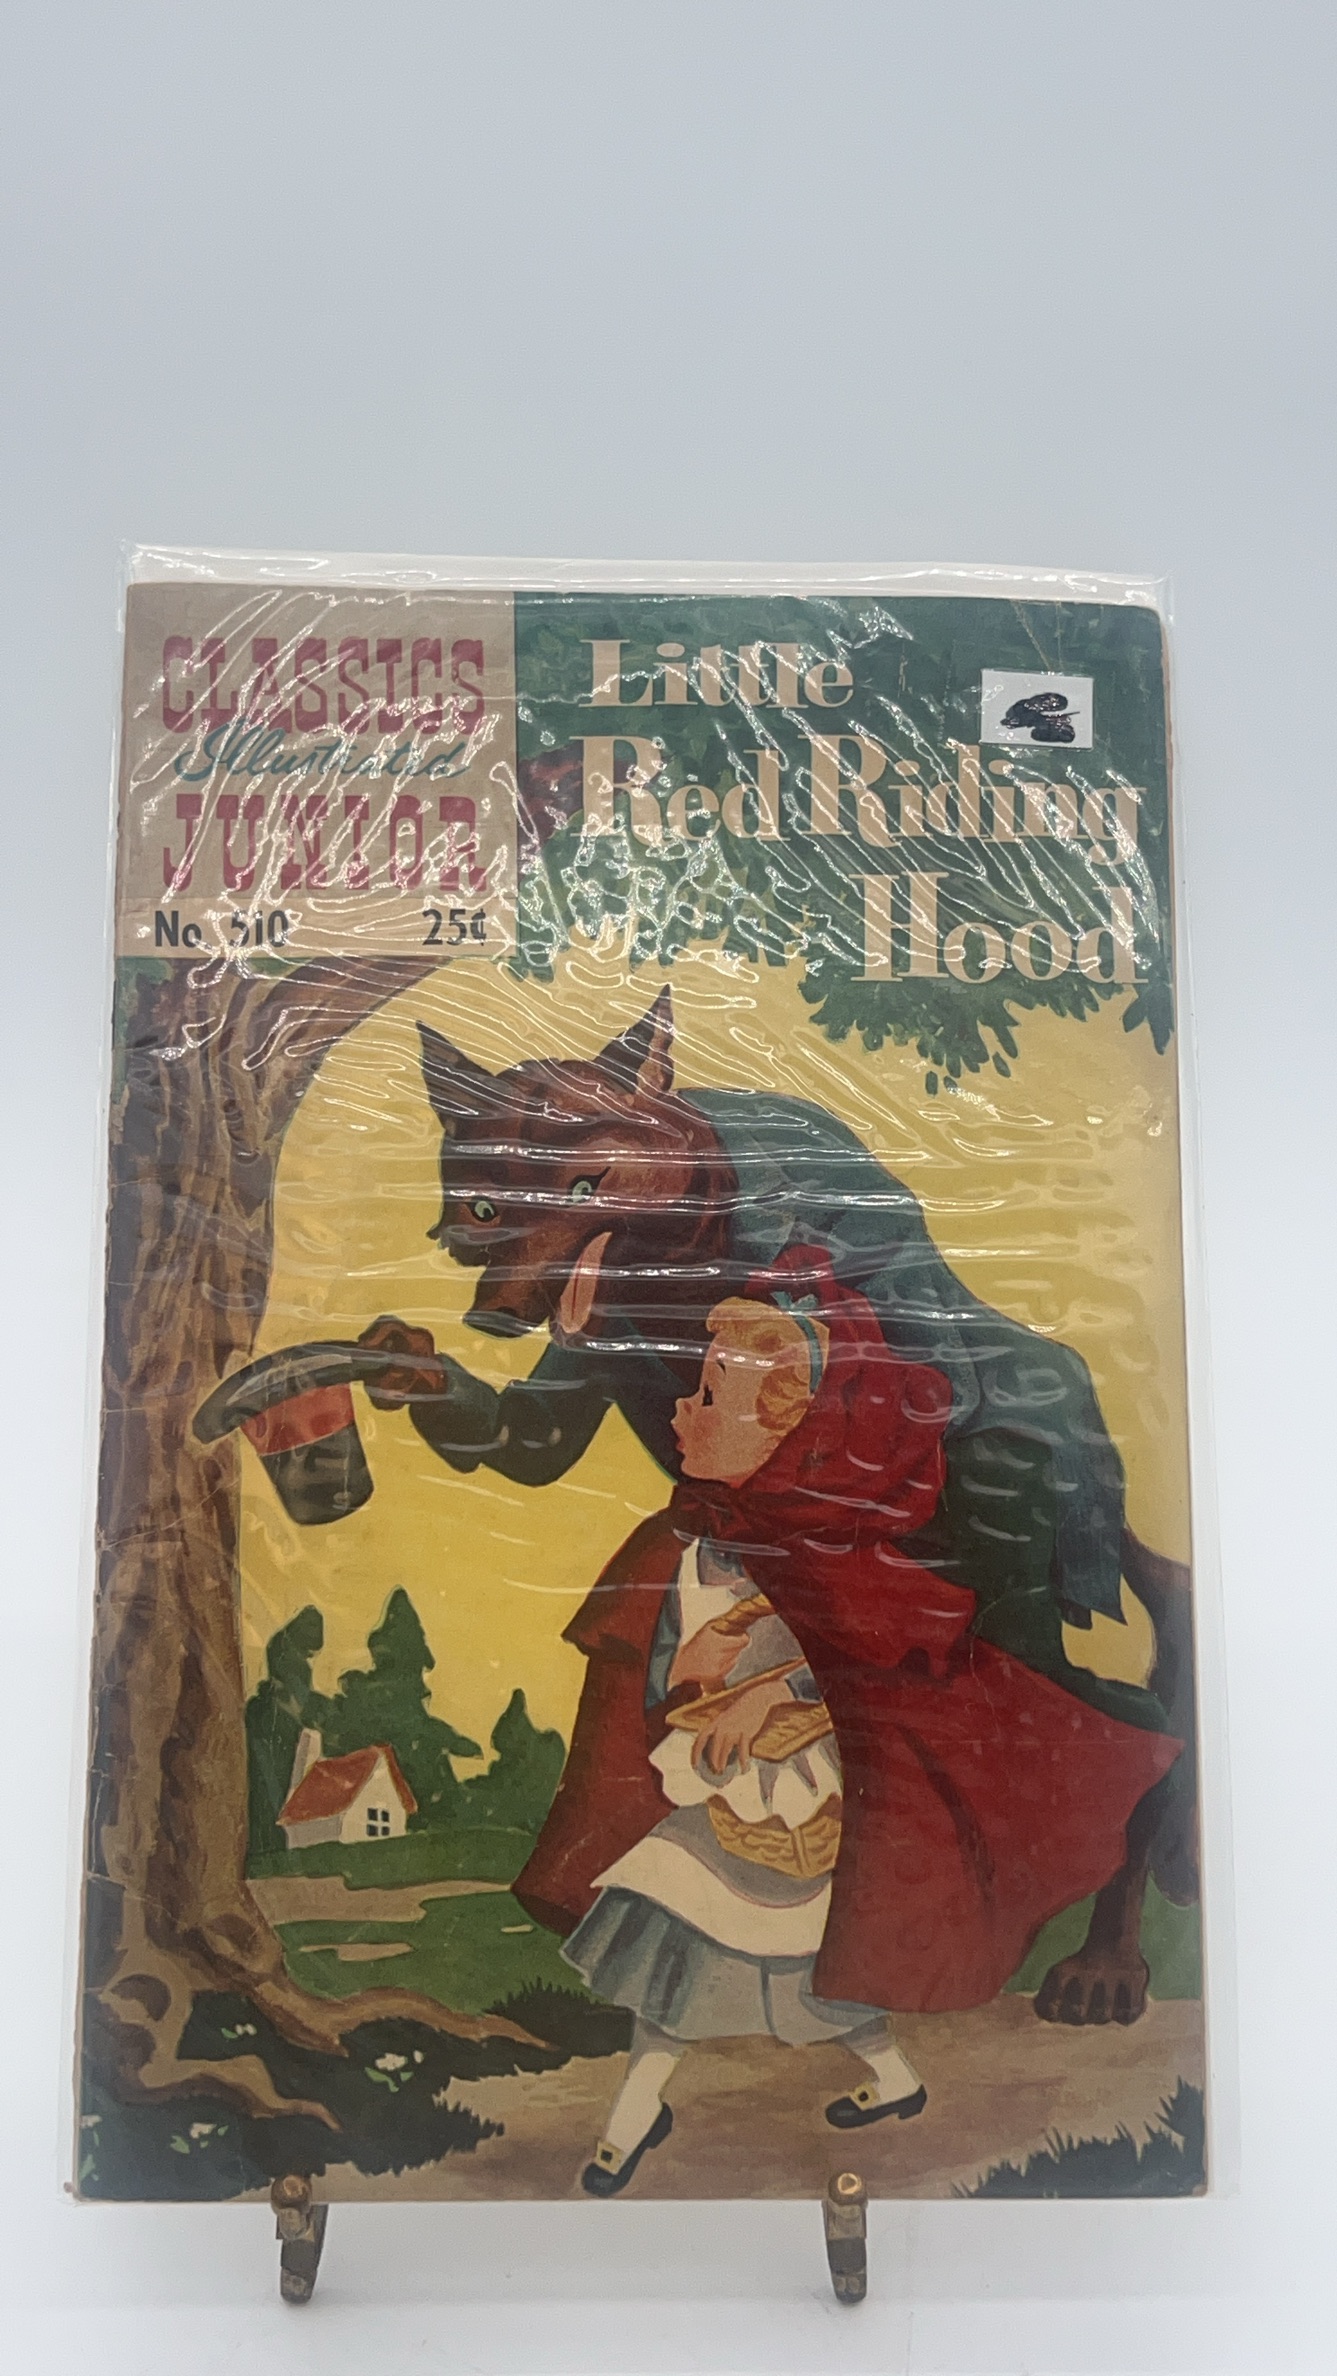 CLASSICS
Illustrated
JUNIOR
No. 510 25¢
Little
Red Riding
Hood